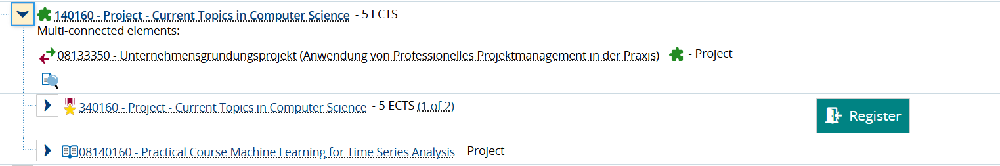 140160 - Project - Current Topics in Computer Science - 5 ECTS
Multi-connected elements:
08133350 - Unternehmensgründungsprojekt (Anwendung von Professionelles Projektmanagement in der Praxis) - Project
340160 - Project - Current Topics in Computer Science - 5 ECTS (1 of 2)
Register
08140160 - Practical Course Machine Learning for Time Series Analysis - Project